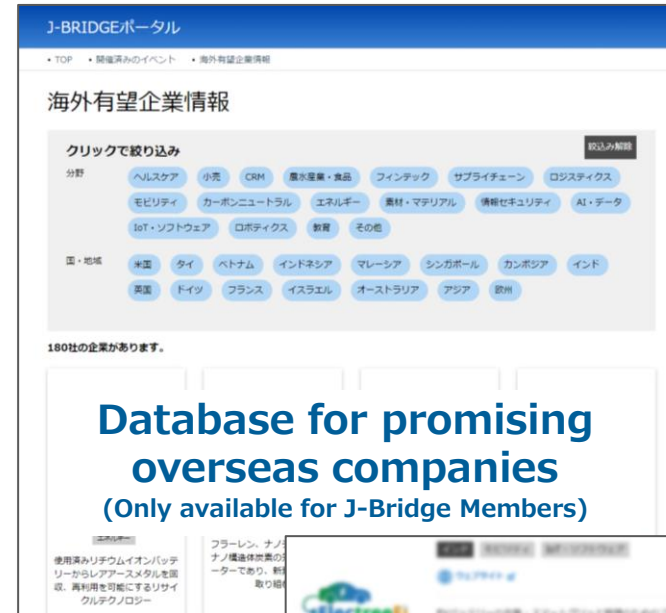 J-BRIDGEポータル
• TOP • 開催済みのイベント • 海外有望企業情報
海外有望企業情報
クリックで絞り込み
絞込み解除
分野
ヘルスケア 小売 CRM 農水産業・食品 フィンテック サプライチェーン ロジスティクス
モビリティ カーボンニュートラル エネルギー 素材・マテリアル 情報セキュリティ AI・データ
IoT・ソフトウェア ロボティクス 教育 その他
国・地域
米国 タイ ベトナム インドネシア マレーシア シンガポール カンボジア インド
英国 ドイツ フランス イスラエル オーストラリア アジア 欧州
180社の企業があります。
Database for promising
overseas companies
(Only available for J-Bridge Members)
エネルギー
使用済みリチウムイオンバッテ
リーからレアアースメタルを回
収、再利用を可能にするリサイ
クルテクノロジー
フラーレン、ナノ
ナノ構造体炭素の
ーターであり、新
取り組
インド モビリティ IoT・ソフトウェア
ウェブサイト